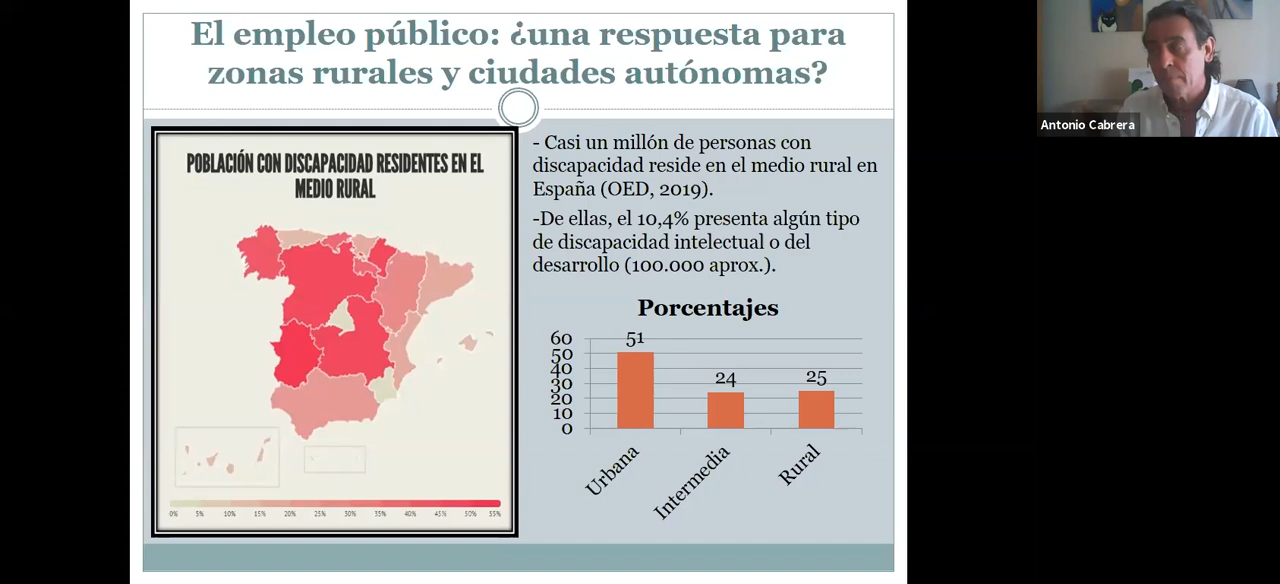 El empleo público: ¿una respuesta para
zonas rurales y ciudades autónomas?
Antonio Cabrera
POBLACIÓN CON DISCAPACIDAD RESIDENTES EN EL
MEDIO RURAL
0% 5% 10% 15% 20% 25% 30% 35% 40% 45% 50% 55%
- Casi un millón de personas con
discapacidad reside en el medio rural en
España (OED, 2019).
-De ellas, el 10,4% presenta algún tipo
de discapacidad intelectual o del
desarrollo (100.000 aprox.).
Porcentajes
60
50
40
30
20
10
0
51
24
25
Urbana
Intermedia
Rural